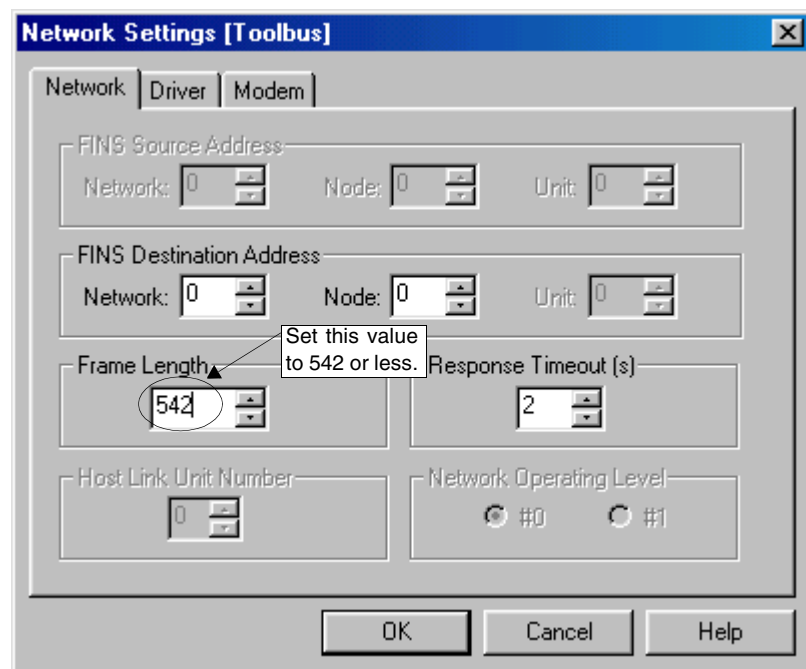 Network Settings [Toolbus]
Network Driver Modem
FINS Source Address
Network: 0 Node: 0 Unit: 0
FINS Destination Address
Network: 0 Node: 0 Unit: 0
Set this value
to 542 or less.
Frame Length
542
Response Timeout (s)
2
Host Link Unit Number
0
Network Operating Level
#0 #1
OK Cancel Help